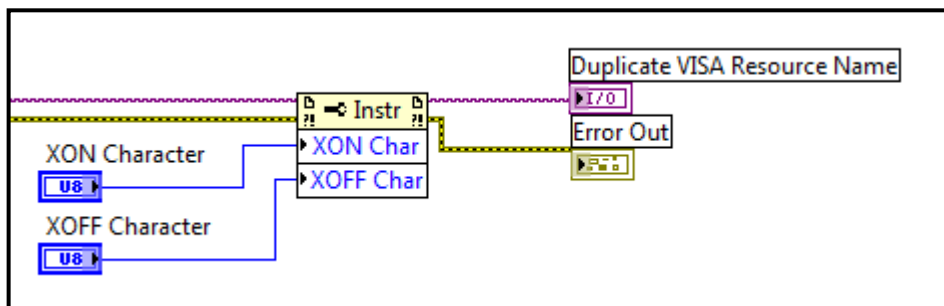 Duplicate VISA Resource Name
I/O
Instr
Error Out
XON Character
XON Char
U8
XOFF Char
XOFF Character
U8